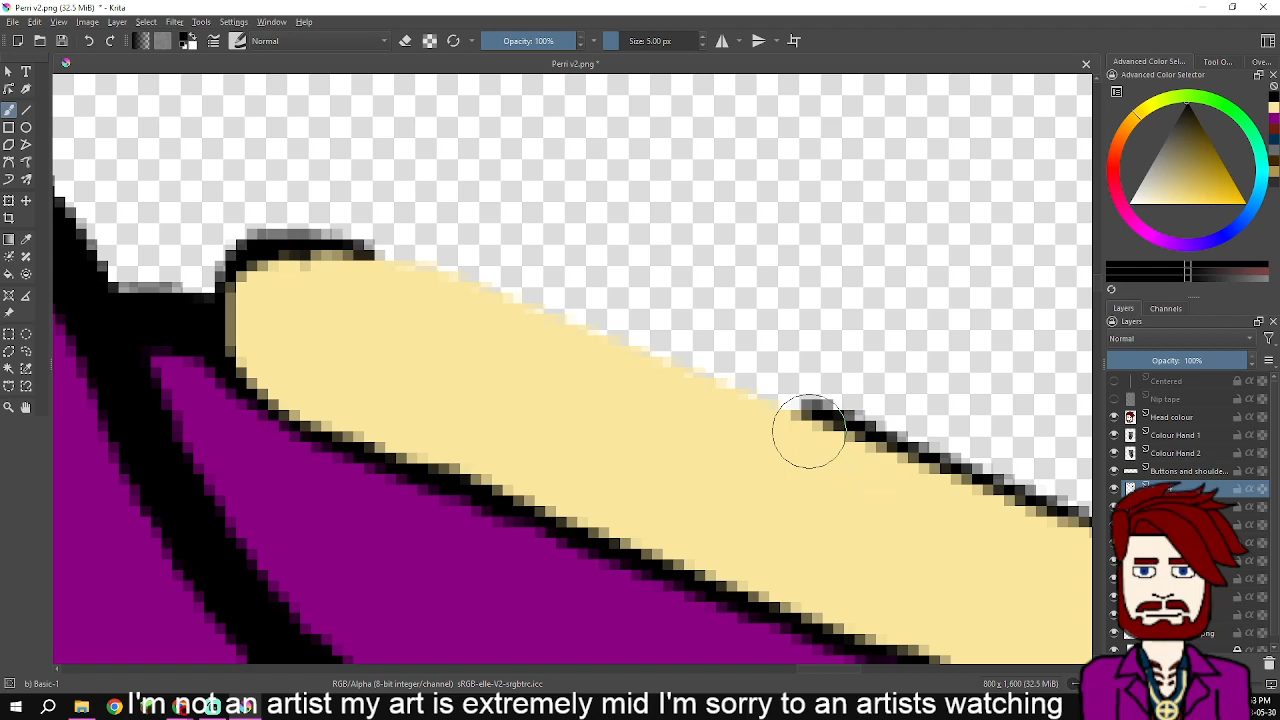 Perri v2.png (32.5 MiB) * - Krita
File Edit View Image Layer Select Filter Tools Settings Window Help
Normal
Opacity: 100%
Size: 5.00 px
Perri v2.png*
Advanced Color Sel... Tool O... Ove...
Advanced Color Selector
Layers Channels
Layers
Normal
Opacity: 100%
Centered
Nip tape
Head colour
Colour Hand 1
Colour Hand 2
Buttons and shoulde...
b) Basic-1
RGB/Alpha (8-bit integer/channel) sRGB-elle-V2-srgbtrc.icc
800 x 1,600 (32.5 MiB)
I'm not an artist my art is extremely mid I'm sorry to an artists watching